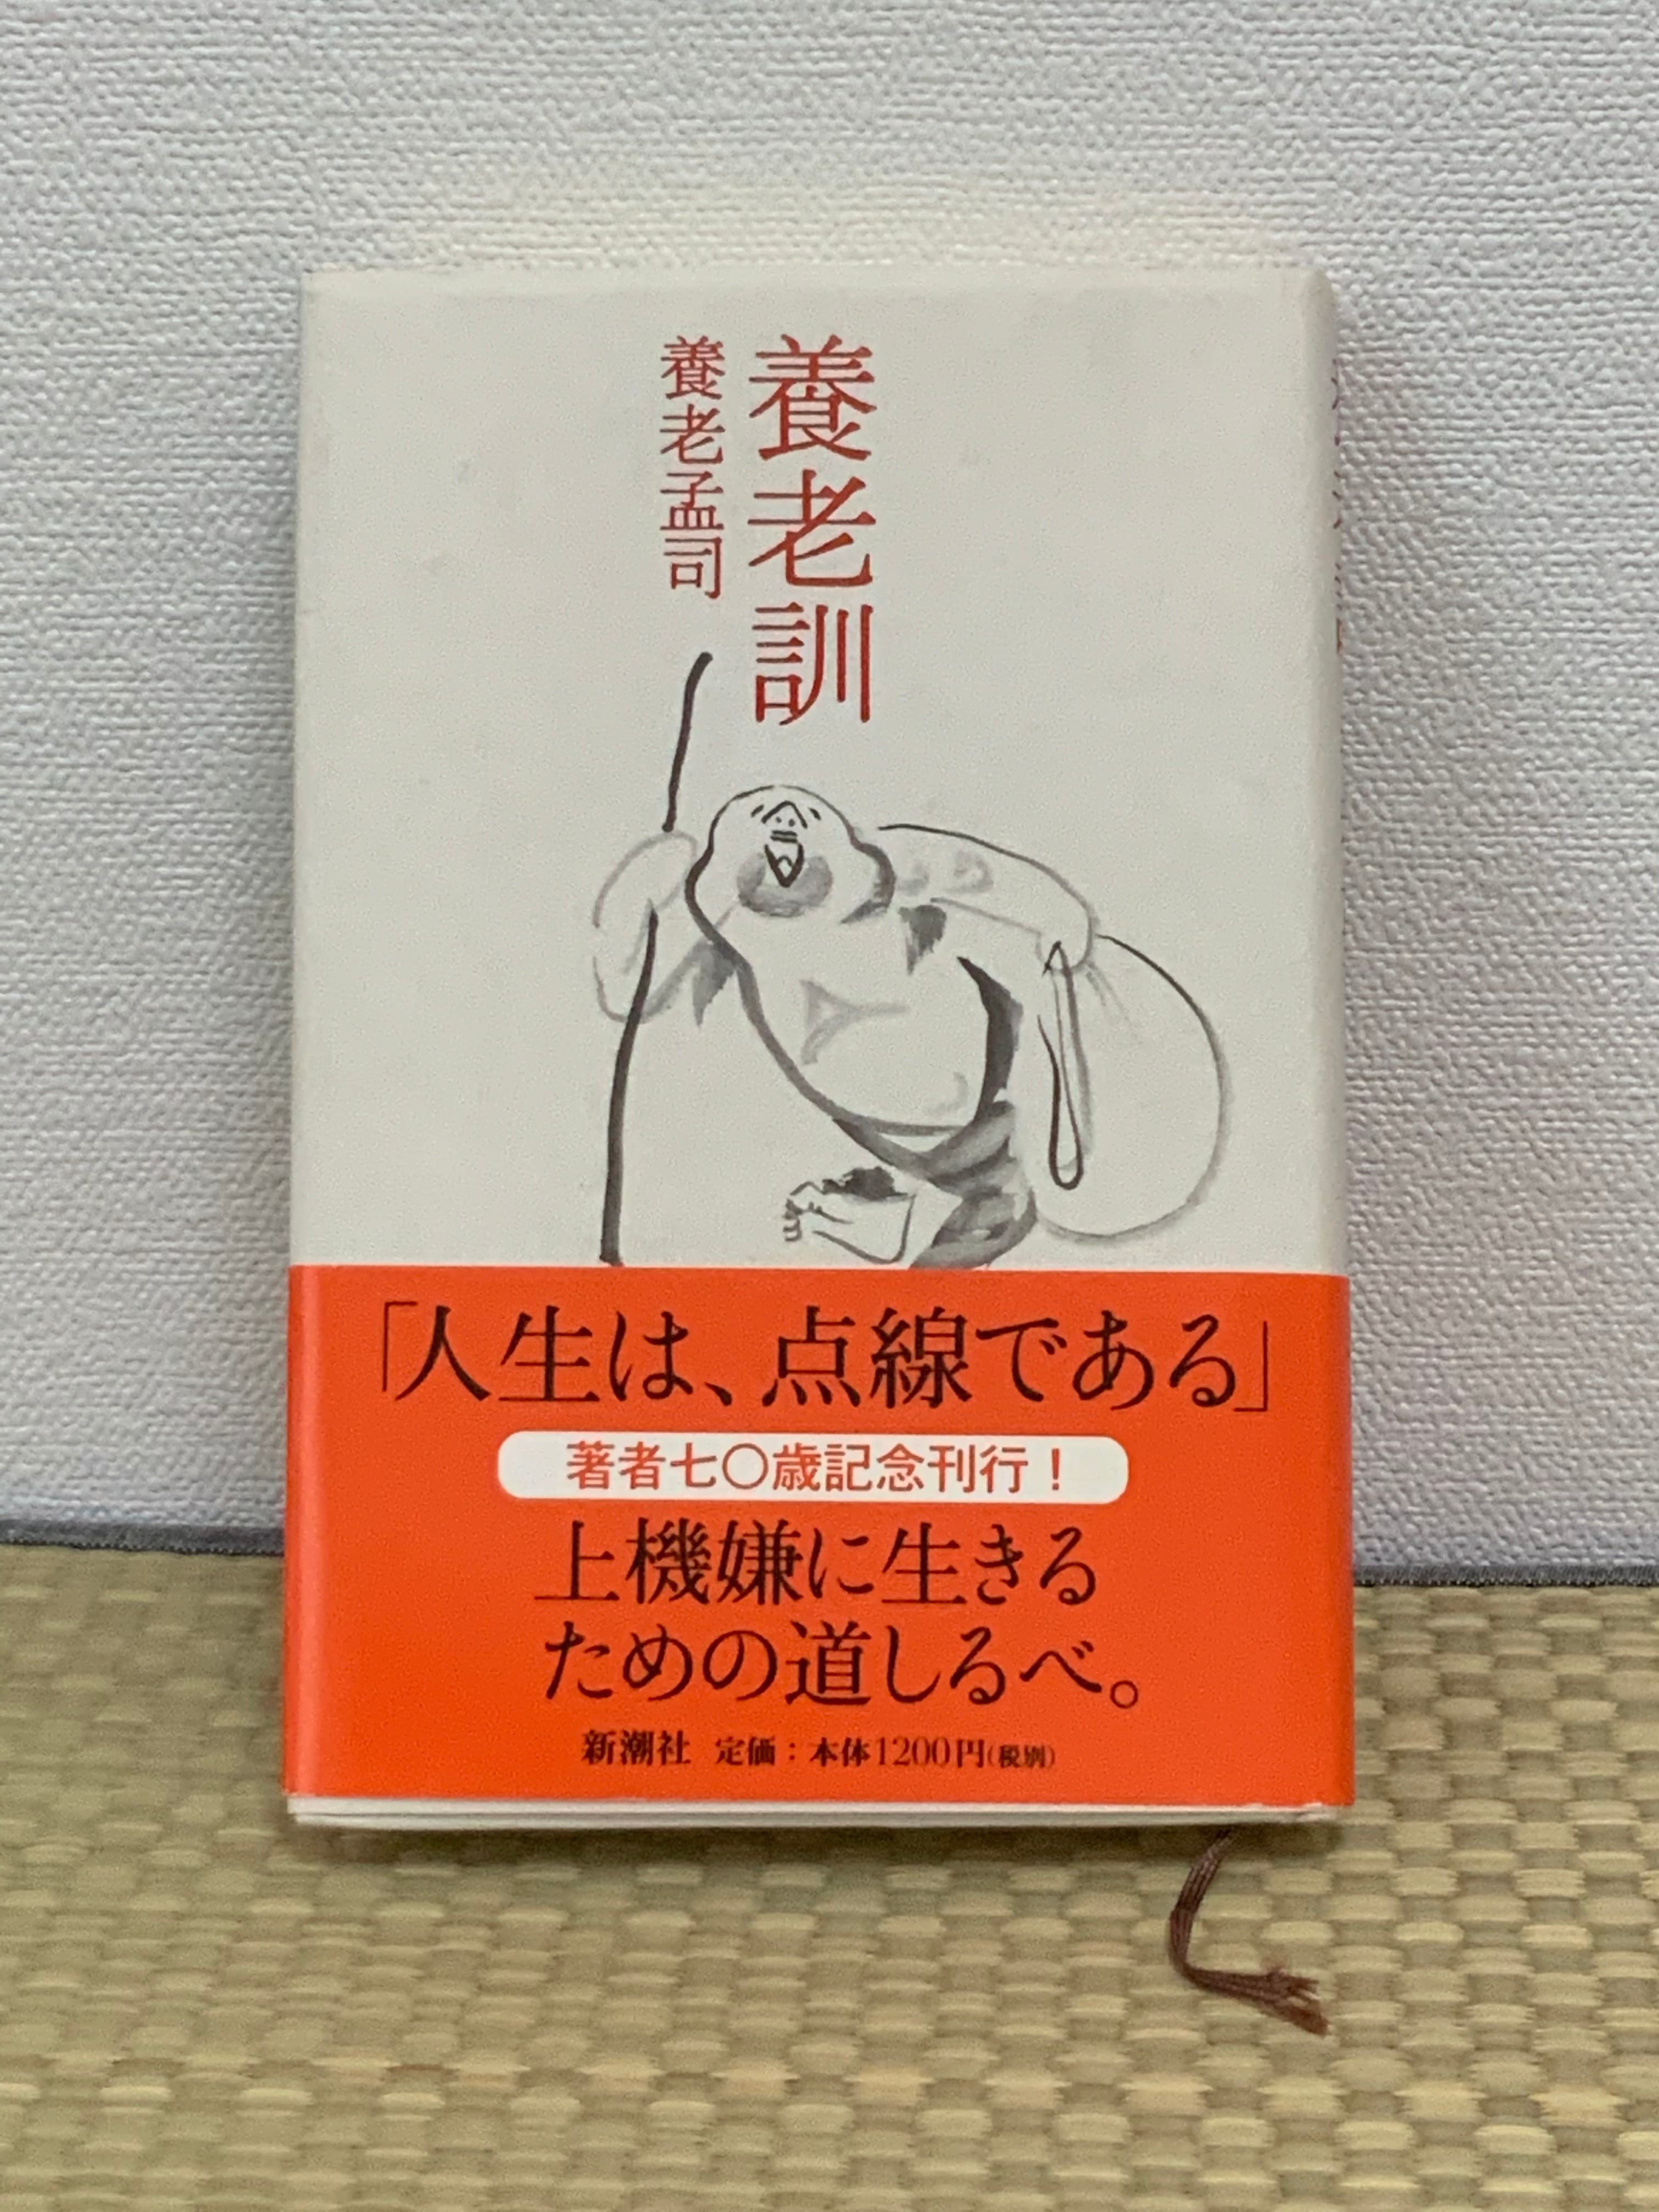 養老訓
養老孟司
「人生は、点線である」
著者七〇歳記念刊行！
上機嫌に生きる
ための道しるべ。
新潮社 定価：本体1200円(税別)